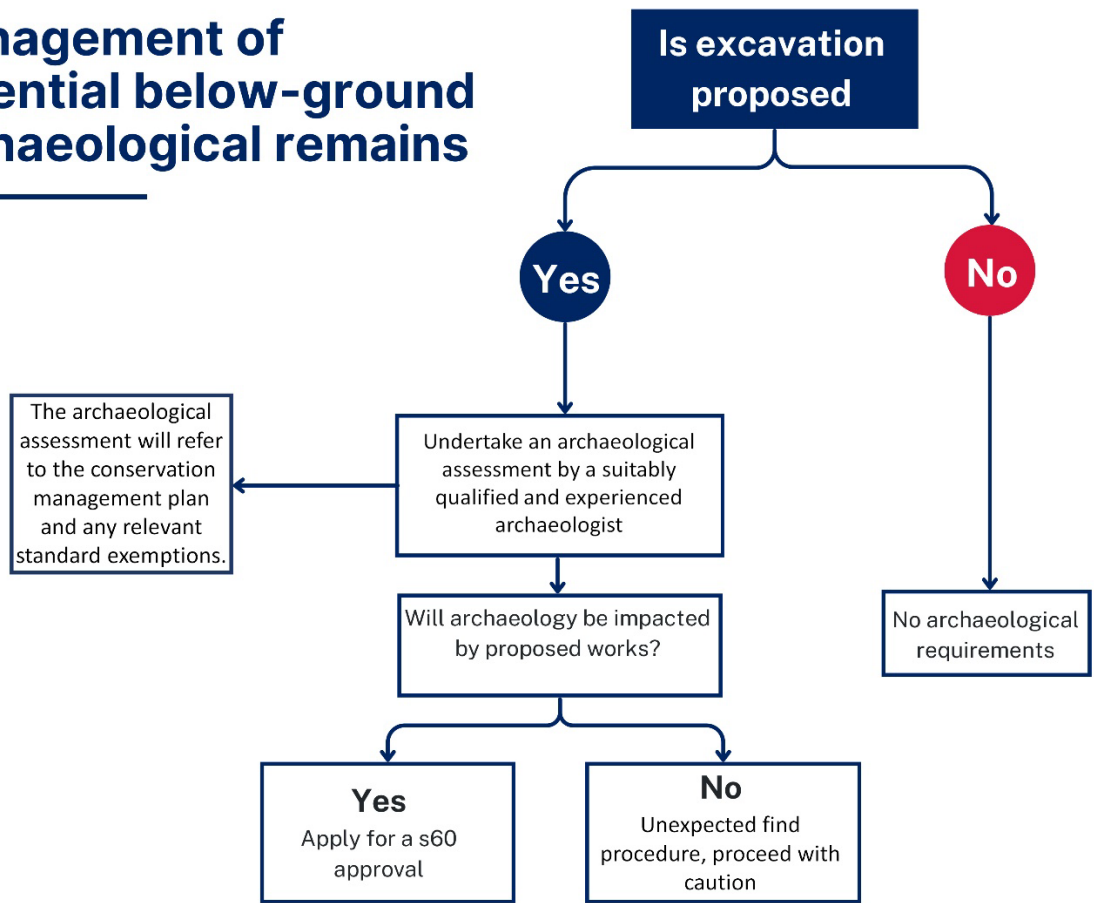 nagement of
ential below-ground
haeological remains
Is excavation
proposed
Yes
No
The archaeological
assessment will refer
to the conservation
management plan
and any relevant
standard exemptions.
Undertake an archaeological
assessment by a suitably
qualified and experienced
archaeologist
Will archaeology be impacted
by proposed works?
No archaeological
requirements
Yes
Apply for a s60
approval
No
Unexpected find
procedure, proceed with
caution